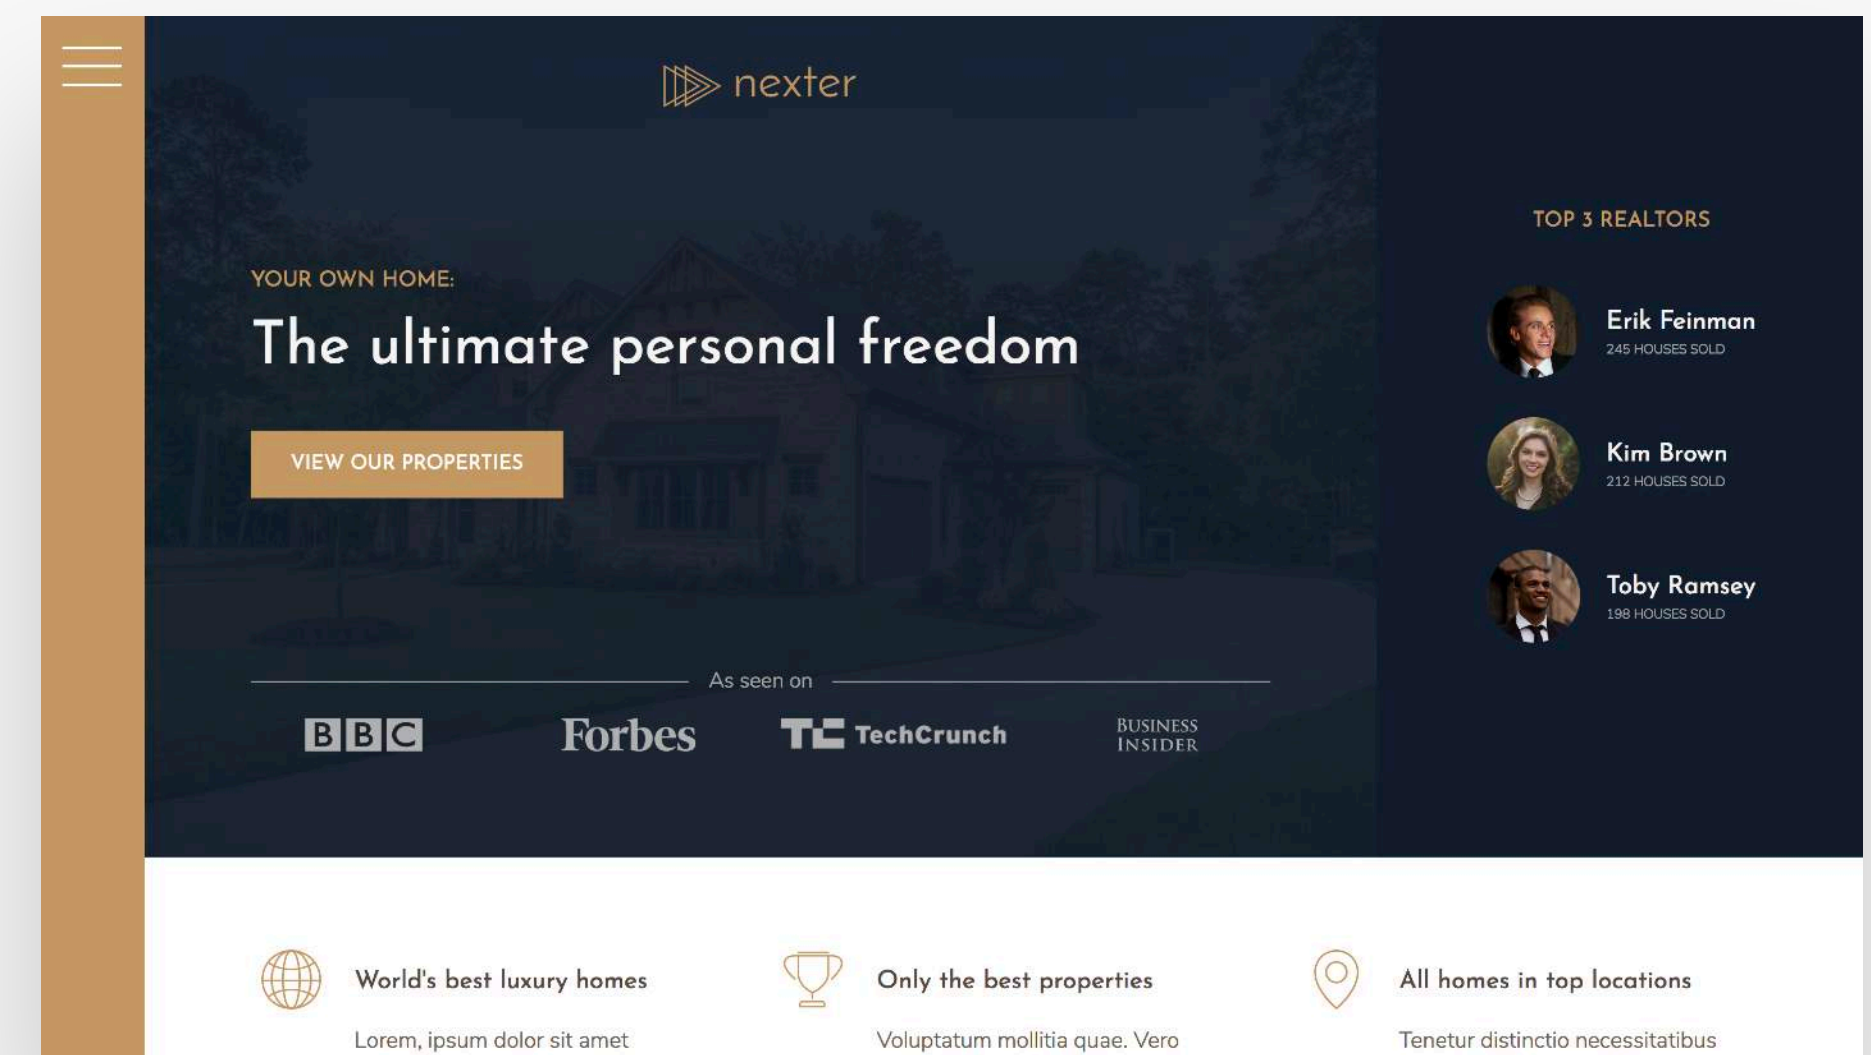 nexter
YOUR OWN HOME:
The ultimate personal freedom
VIEW OUR PROPERTIES
As seen on
BBC
Forbes
TC TechCrunch
BUSINESS
INSIDER
TOP 3 REALTORS
Erik Feinman
245 HOUSES SOLD
Kim Brown
212 HOUSES SOLD
Toby Ramsey
198 HOUSES SOLD
World's best luxury homes
Lorem, ipsum dolor sit amet
Only the best properties
Voluptatum mollitia quae. Vero
All homes in top locations
Tenetur distinctio necessitatibus